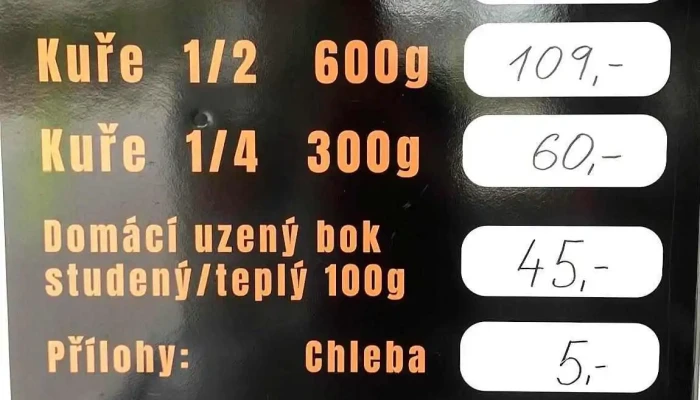 Kuře 1/2 600g 109,-
Kuře 1/4 300g 60,-
Domácí uzený bok
studený/teplý 100g 45,-
Přílohy: Chleba 5,-